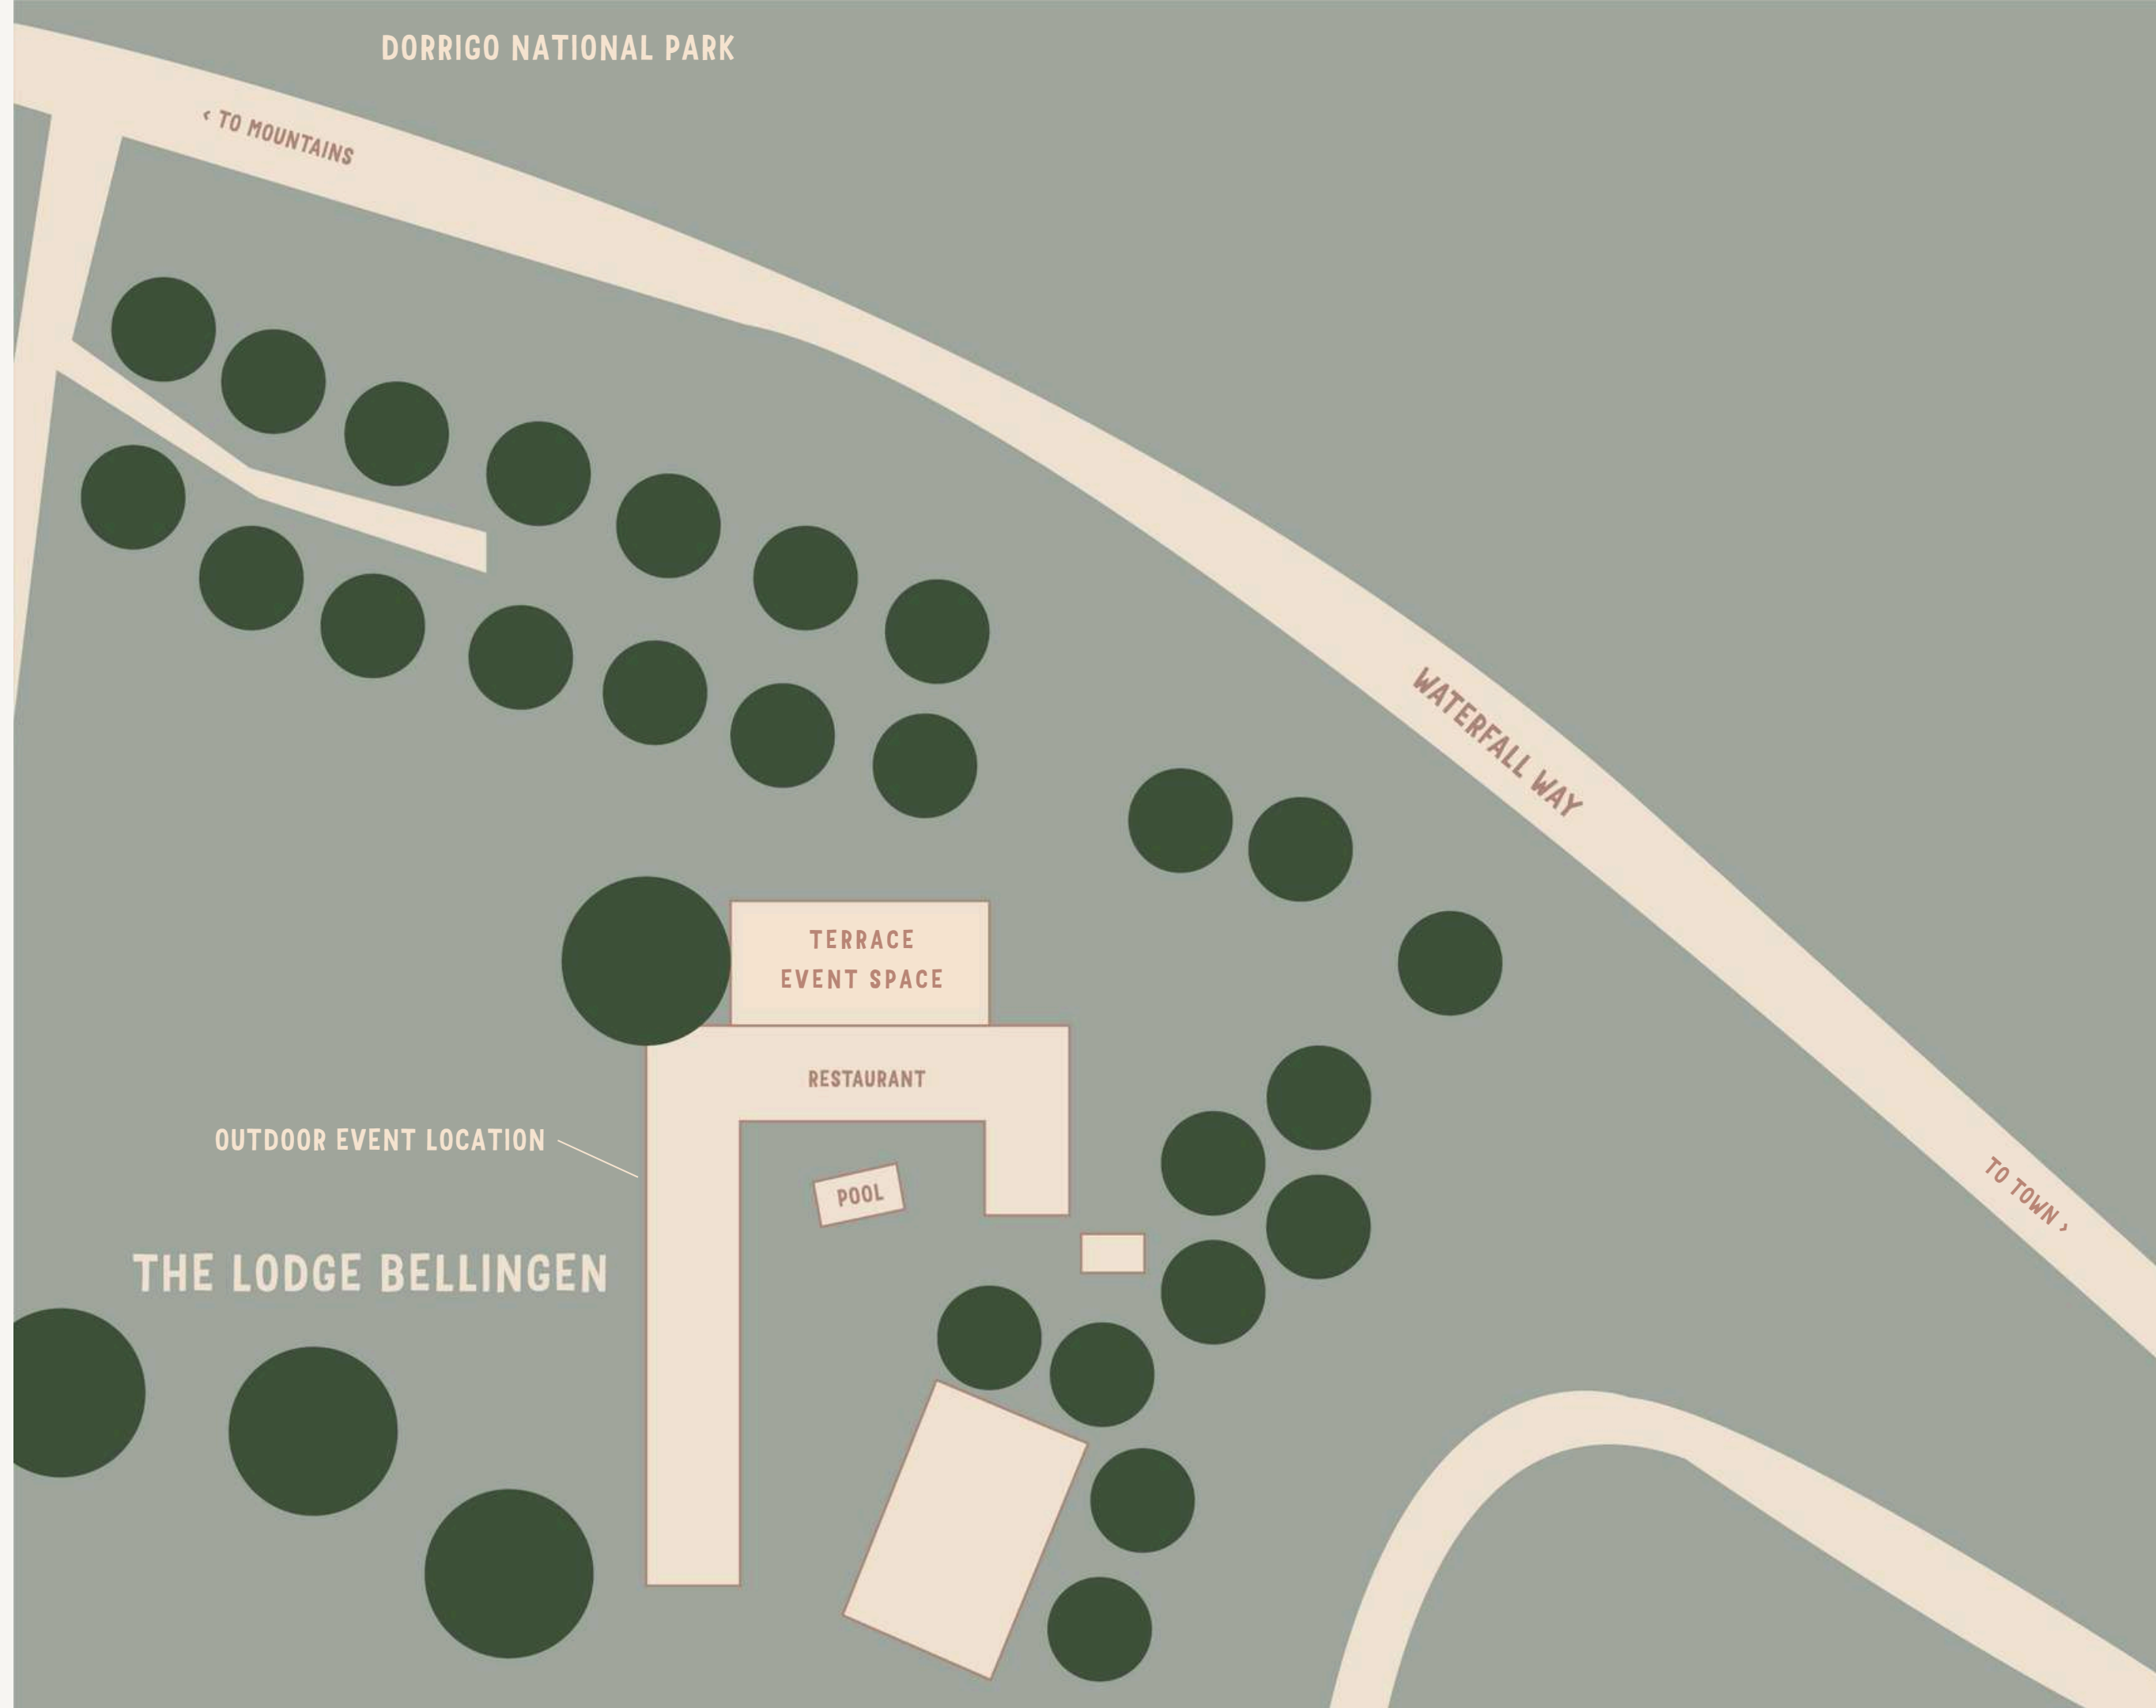 DORRIGO NATIONAL PARK
‹ TO MOUNTAINS
WATERFALL WAY
TERRACE
EVENT SPACE
RESTAURANT
OUTDOOR EVENT LOCATION
POOL
TO TOWN ›
THE LODGE BELLINGEN